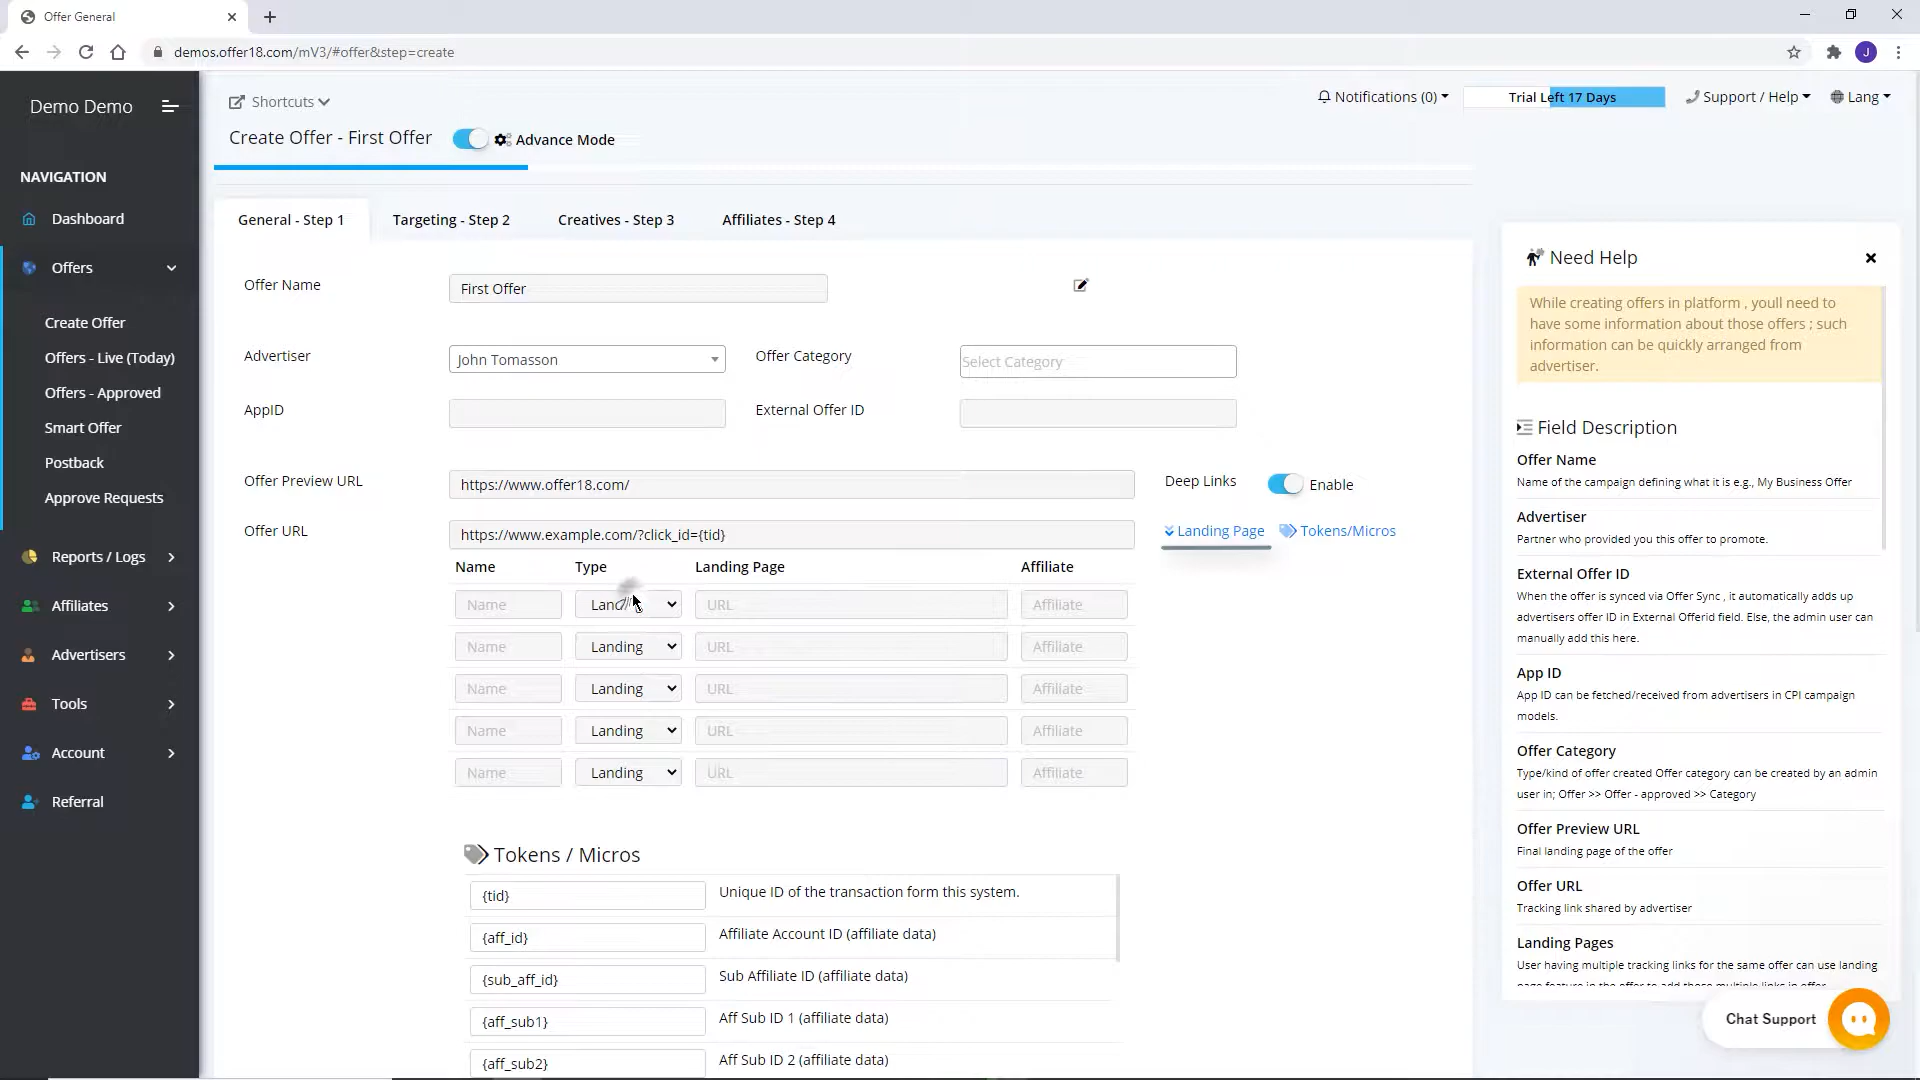 Offer General
demos.offer18.com/mV3/#offer&step=create
J
Demo Demo
NAVIGATION
Dashboard
Offers
Create Offer
Offers - Live (Today)
Offers - Approved
Smart Offer
Postback
Approve Requests
Reports / Logs
Affiliates
Advertisers
Tools
Account
Referral
Shortcuts
Notifications (0)
Trial Left 17 Days
Support / Help
Lang
Create Offer - First Offer
Advance Mode
General - Step 1
Targeting - Step 2
Creatives - Step 3
Affiliates - Step 4
Offer Name
First Offer
Advertiser
John Tomasson
Offer Category
Select Category
AppID
External Offer ID
Offer Preview URL
https://www.offer18.com/
Deep Links
Enable
Offer URL
https://www.example.com/?click_id={tid}
Landing Page
Tokens/Micros
Name Type Landing Page Affiliate
Name URL Affiliate
Name Landing URL Affiliate
Name Landing URL Affiliate
Name Landing URL Affiliate
Name Landing URL Affiliate
Tokens / Micros
{tid} Unique ID of the transaction form this system.
{aff_id} Affiliate Account ID (affiliate data)
{sub_aff_id} Sub Affiliate ID (affiliate data)
{aff_sub1} Aff Sub ID 1 (affiliate data)
{aff_sub2} Aff Sub ID 2 (affiliate data)
Need Help
While creating offers in platform , youll need to
have some information about those offers ; such
information can be quickly arranged from
advertiser.
Field Description
Offer Name
Name of the campaign defining what it is e.g., My Business Offer
Advertiser
Partner who provided you this offer to promote.
External Offer ID
When the offer is synced via Offer Sync , it automatically adds up
advertisers offer ID in External Offerid field. Else, the admin user can
manually add this here.
App ID
App ID can be fetched/received from advertisers in CPI campaign
models.
Offer Category
Type/kind of offer created Offer category can be created by an admin
user in; Offer >> Offer - approved >> Category
Offer Preview URL
Final landing page of the offer
Offer URL
Tracking link shared by advertiser
Landing Pages
User having multiple tracking links for the same offer can use landing
Chat Support